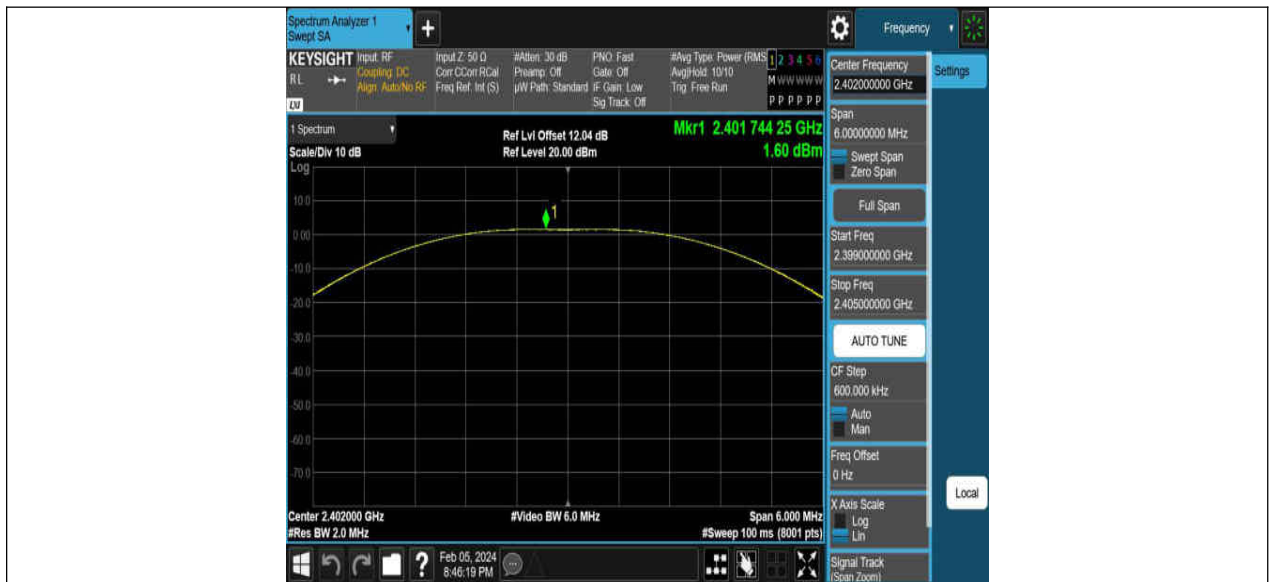 Spectrum Analyzer 1
Swept SA
+
Frequency
KEYSIGHT
RL
LXI
Input: RF
Coupling: DC
Align: Auto/No RF
Input Z: 50 Ω
Corr CCorr RCal
Freq Ref: Int (S)
#Atten: 30 dB
Preamp: Off
µW Path: Standard
PNO: Fast
Gate: Off
IF Gain: Low
Sig Track: Off
#Avg Type: Power (RMS
Avg|Hold: 10/10
Trig: Free Run
1 2 3 4 5 6
M W W W W W
P P P P P P
1 Spectrum
Scale/Div 10 dB
Log
Ref Lvl Offset 12.04 dB
Ref Level 20.00 dBm
Mkr1 2.401 744 25 GHz
1.60 dBm
1
10.0
0.00
-10.0
-20.0
-30.0
-40.0
-50.0
-60.0
-70.0
Center 2.402000 GHz
#Res BW 2.0 MHz
#Video BW 6.0 MHz
Span 6.000 MHz
#Sweep 100 ms (8001 pts)
?
Feb 05, 2024
8:46:19 PM
Center Frequency
2.402000000 GHz
Span
6.00000000 MHz
Swept Span
Zero Span
Full Span
Start Freq
2.399000000 GHz
Stop Freq
2.405000000 GHz
AUTO TUNE
CF Step
600.000 kHz
Auto
Man
Freq Offset
0 Hz
X Axis Scale
Log
Lin
Signal Track
(Span Zoom)
Settings
Local